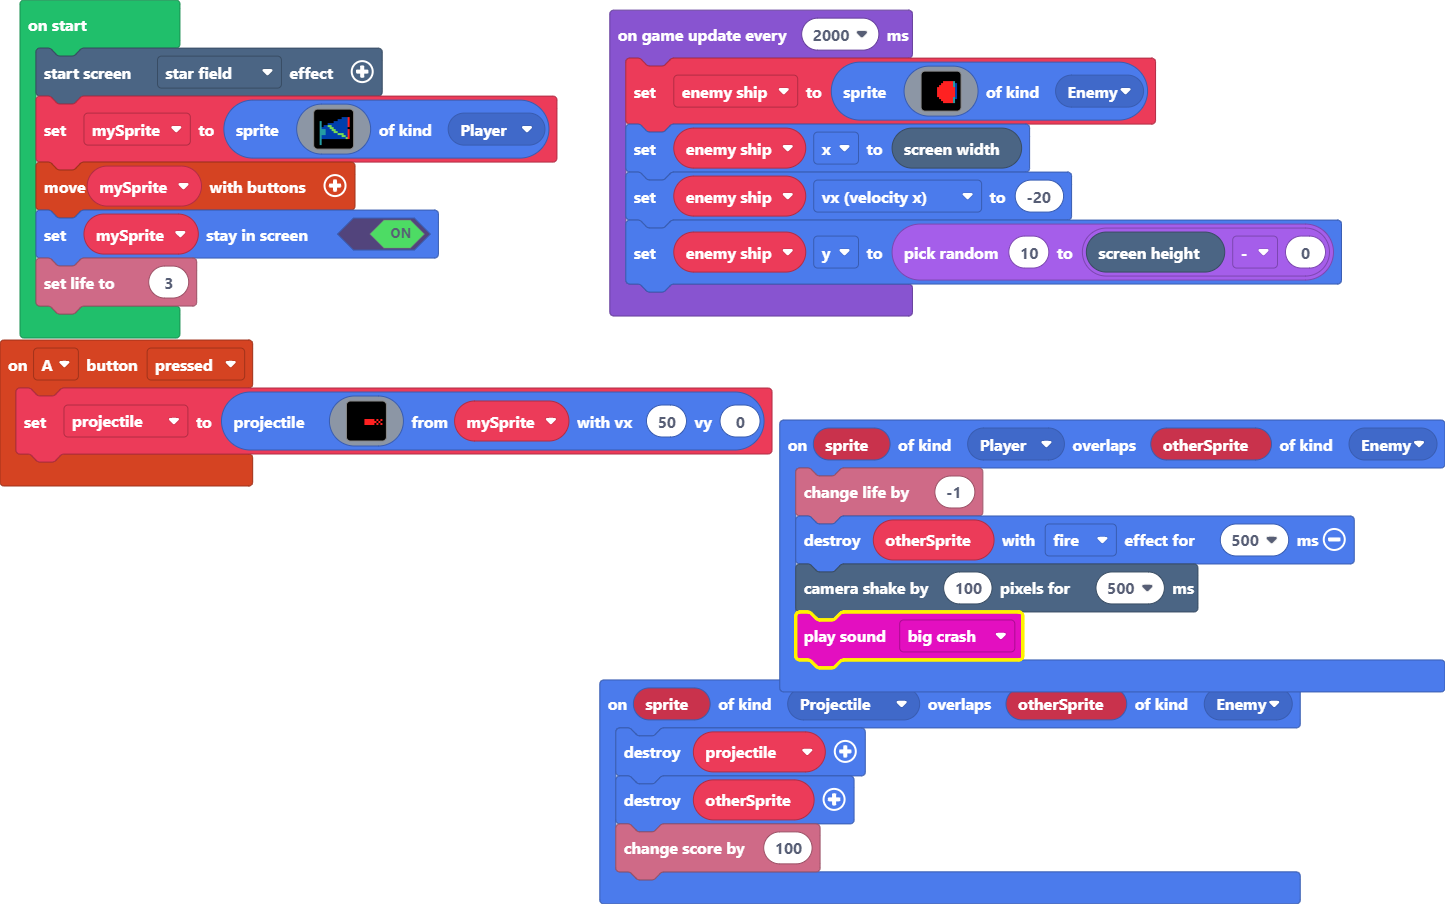 on start
start screen star field effect
set mySprite to sprite of kind Player
move mySprite with buttons
set mySprite stay in screen ON
set life to 3
on game update every 2000 ms
set enemy ship to sprite of kind Enemy
set enemy ship x to screen width
set enemy ship vx (velocity x) to -20
set enemy ship y to pick random 10 to screen height - 0
on A button pressed
set projectile to projectile from mySprite with vx 50 vy 0
on sprite of kind Player overlaps otherSprite of kind Enemy
change life by -1
destroy otherSprite with fire effect for 500 ms
camera shake by 100 pixels for 500 ms
play sound big crash
on sprite of kind Projectile overlaps otherSprite of kind Enemy
destroy projectile
destroy otherSprite
change score by 100